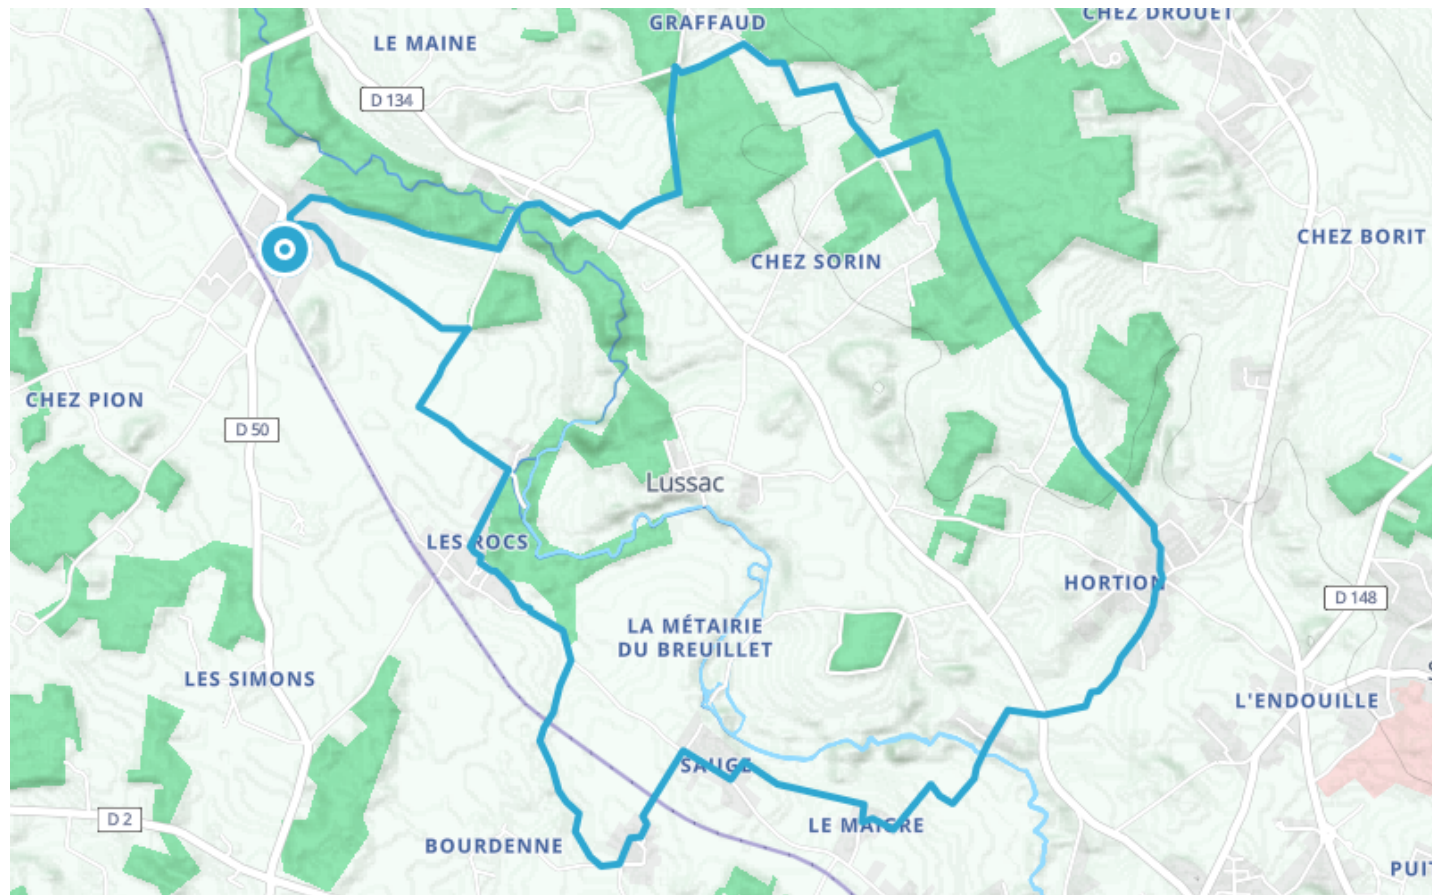 CHEZ DROUET
GRAFFAUD
LE MAINE
D 134
CHEZ BORIT
CHEZ SORIN
CHEZ PION
D 50
Lussac
LES ROCS
HORTION
D 148
LA MÉTAIRIE
DU BREUILLET
LES SIMONS
L'ENDOUILLE
SAUGE
D 2
LE MAIGRE
BOURDENNE